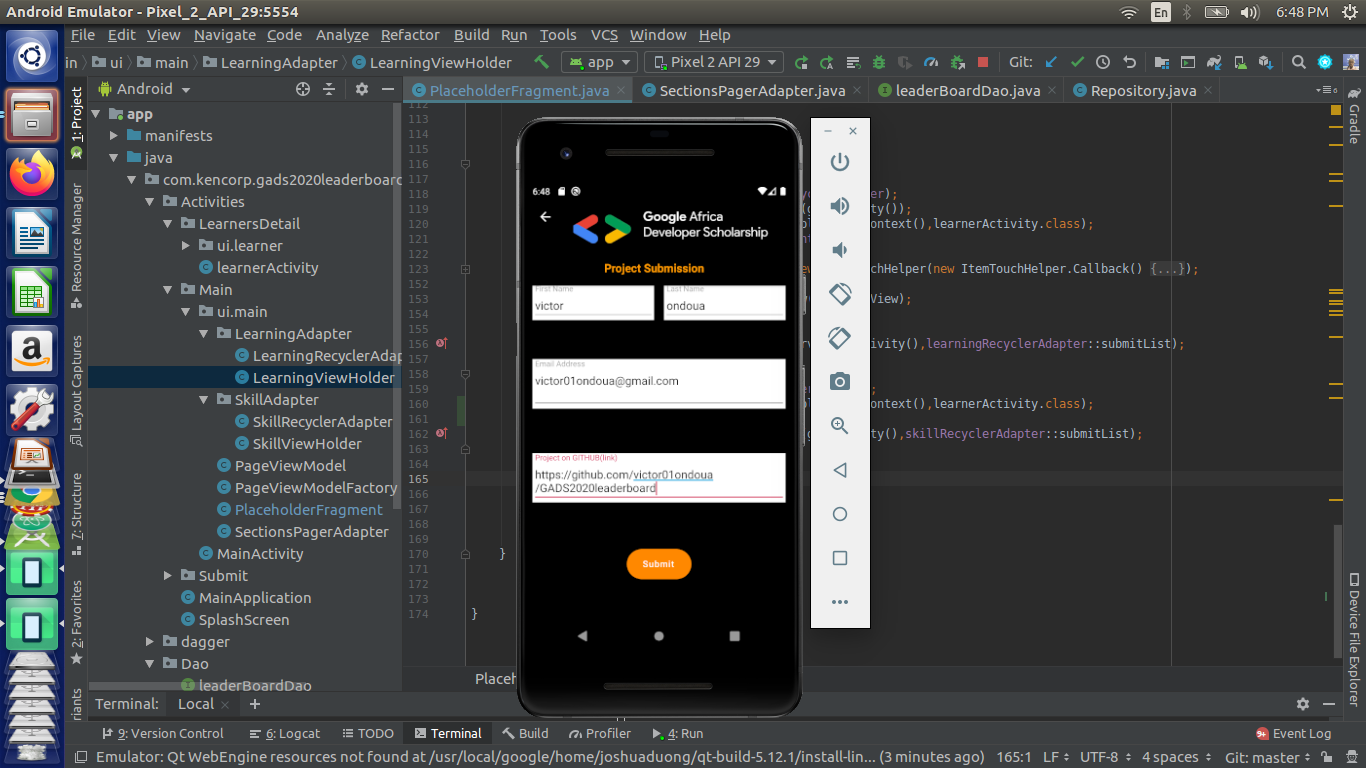 Android Emulator - Pixel_2_API_29:5554
En
6:48 PM
File Edit View Navigate Code Analyze Refactor Build Run Tools VCS Window Help
in ui main LearningAdapter LearningViewHolder
app
Pixel 2 API 29
Git:
Android
PlaceholderFragment.java
SectionsPagerAdapter.java
leaderBoardDao.java
Repository.java
6
1: Project
Resource Manager
Layout Captures
7: Structure
2: Favorites
riants
app
manifests
java
com.kencorp.gads2020leaderboard
Activities
LearnersDetail
ui.learner
learnerActivity
Main
ui.main
LearningAdapter
LearningRecyclerAdap
LearningViewHolder
SkillAdapter
SkillRecyclerAdapter
SkillViewHolder
PageViewModel
PageViewModelFactory
PlaceholderFragment
SectionsPagerAdapter
MainActivity
Submit
MainApplication
SplashScreen
dagger
Dao
leaderBoardDao
112
113
114
115
116
117
118
119
120
121
122
123
152
153
154
155
156
157
158
159
160
161
162
163
164
165
166
167
168
169
170
171
172
173
174
er);
ty());
ontext(),learnerActivity.class);
chHelper(new ItemTouchHelper.Callback() {...});
View);
ivity(),learningRecyclerAdapter::submitList);
;
ontext(),learnerActivity.class);
ty(),skillRecyclerAdapter::submitList);
}
}
6:48
Google Africa
Developer Scholarship
Project Submission
First Name
victor
Last Name
ondoua
Email Address
victor01ondoua@gmail.com
Project on GITHUB(link)
https://github.com/victor01ondoua
/GADS2020leaderboard
Submit
Gradle
Device File Explorer
Placeh
Terminal: Local +
9: Version Control
6: Logcat
TODO
Terminal
Build
Profiler
4: Run
9+ Event Log
Emulator: Qt WebEngine resources not found at /usr/local/google/home/joshuaduong/qt-build-5.12.1/install-lin... (3 minutes ago)
165:1 LF UTF-8 4 spaces Git: master